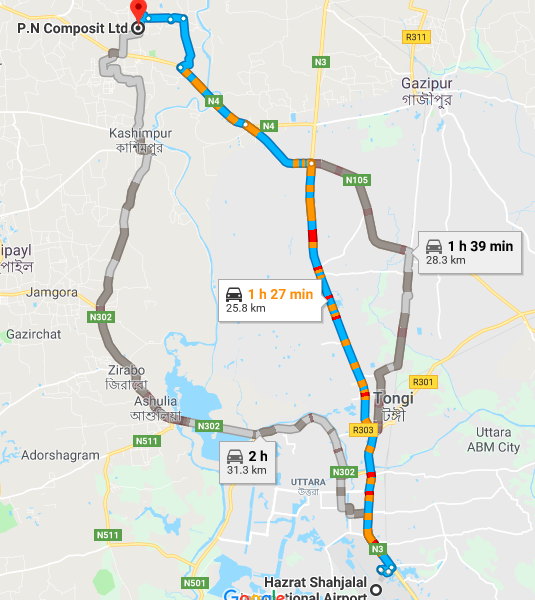 P.N Composit Ltd
R311
N3
Gazipur
গাজীপুর
N4
N4
Kashimpur
কাশিমপুর
N105
1 h 39 min
28.3 km
1 h 27 min
25.8 km
ipayl
Jamgora
N302
Gazirchat
Zirabo
জিরাবো
Ashulia
আশুলিয়া
R301
Tongi
টঙ্গী
R303
N302
N511
Uttara
ABM City
Adorshagram
2 h
31.3 km
N302
UTTARA
উত্তরা
N511
N3
N501
Hazrat Shahjalal
Google
tional Airport